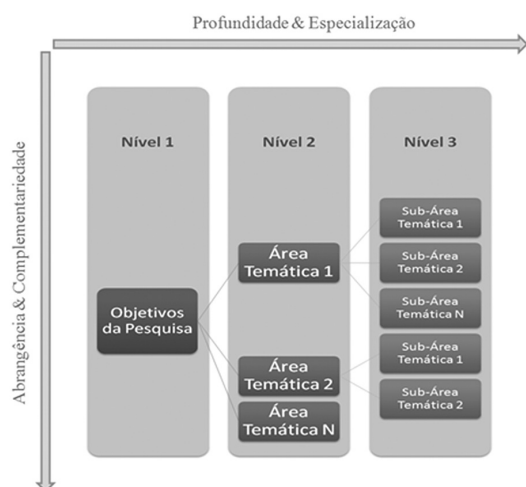 Profundidade & Especialização
Abrangência & Complementariedade
Nível 1
Nível 2
Nível 3
Objetivos
da Pesquisa
Área
Temática 1
Área
Temática 2
Área
Temática N
Sub-Área
Temática 1
Sub-Área
Temática 2
Sub-Área
Temática N
Sub-Área
Temática 1
Sub-Área
Temática 2